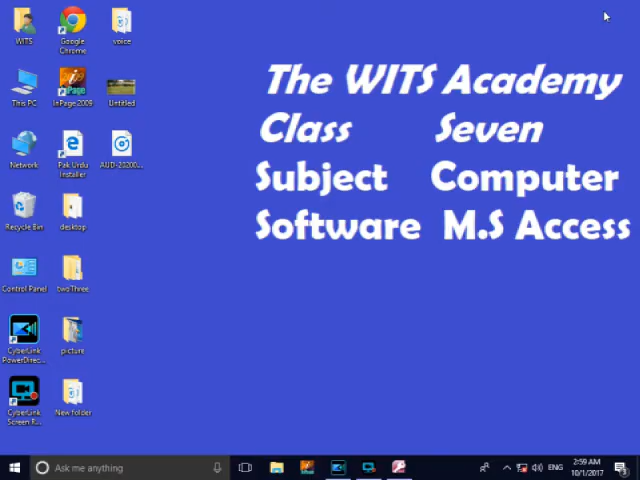 The WITS Academy
Class Seven
Subject Computer
Software M.S Access
WITS
Google Chrome
voice
This PC
InPage 2009
Untitled
Network
Pak Urdu Installer
AUD-20200...
Recycle Bin
desktop
Control Panel
twoThree
CyberLink PowerDirec...
picture
CyberLink Screen R...
New folder
Ask me anything
ENG
2:59 AM
10/1/2017